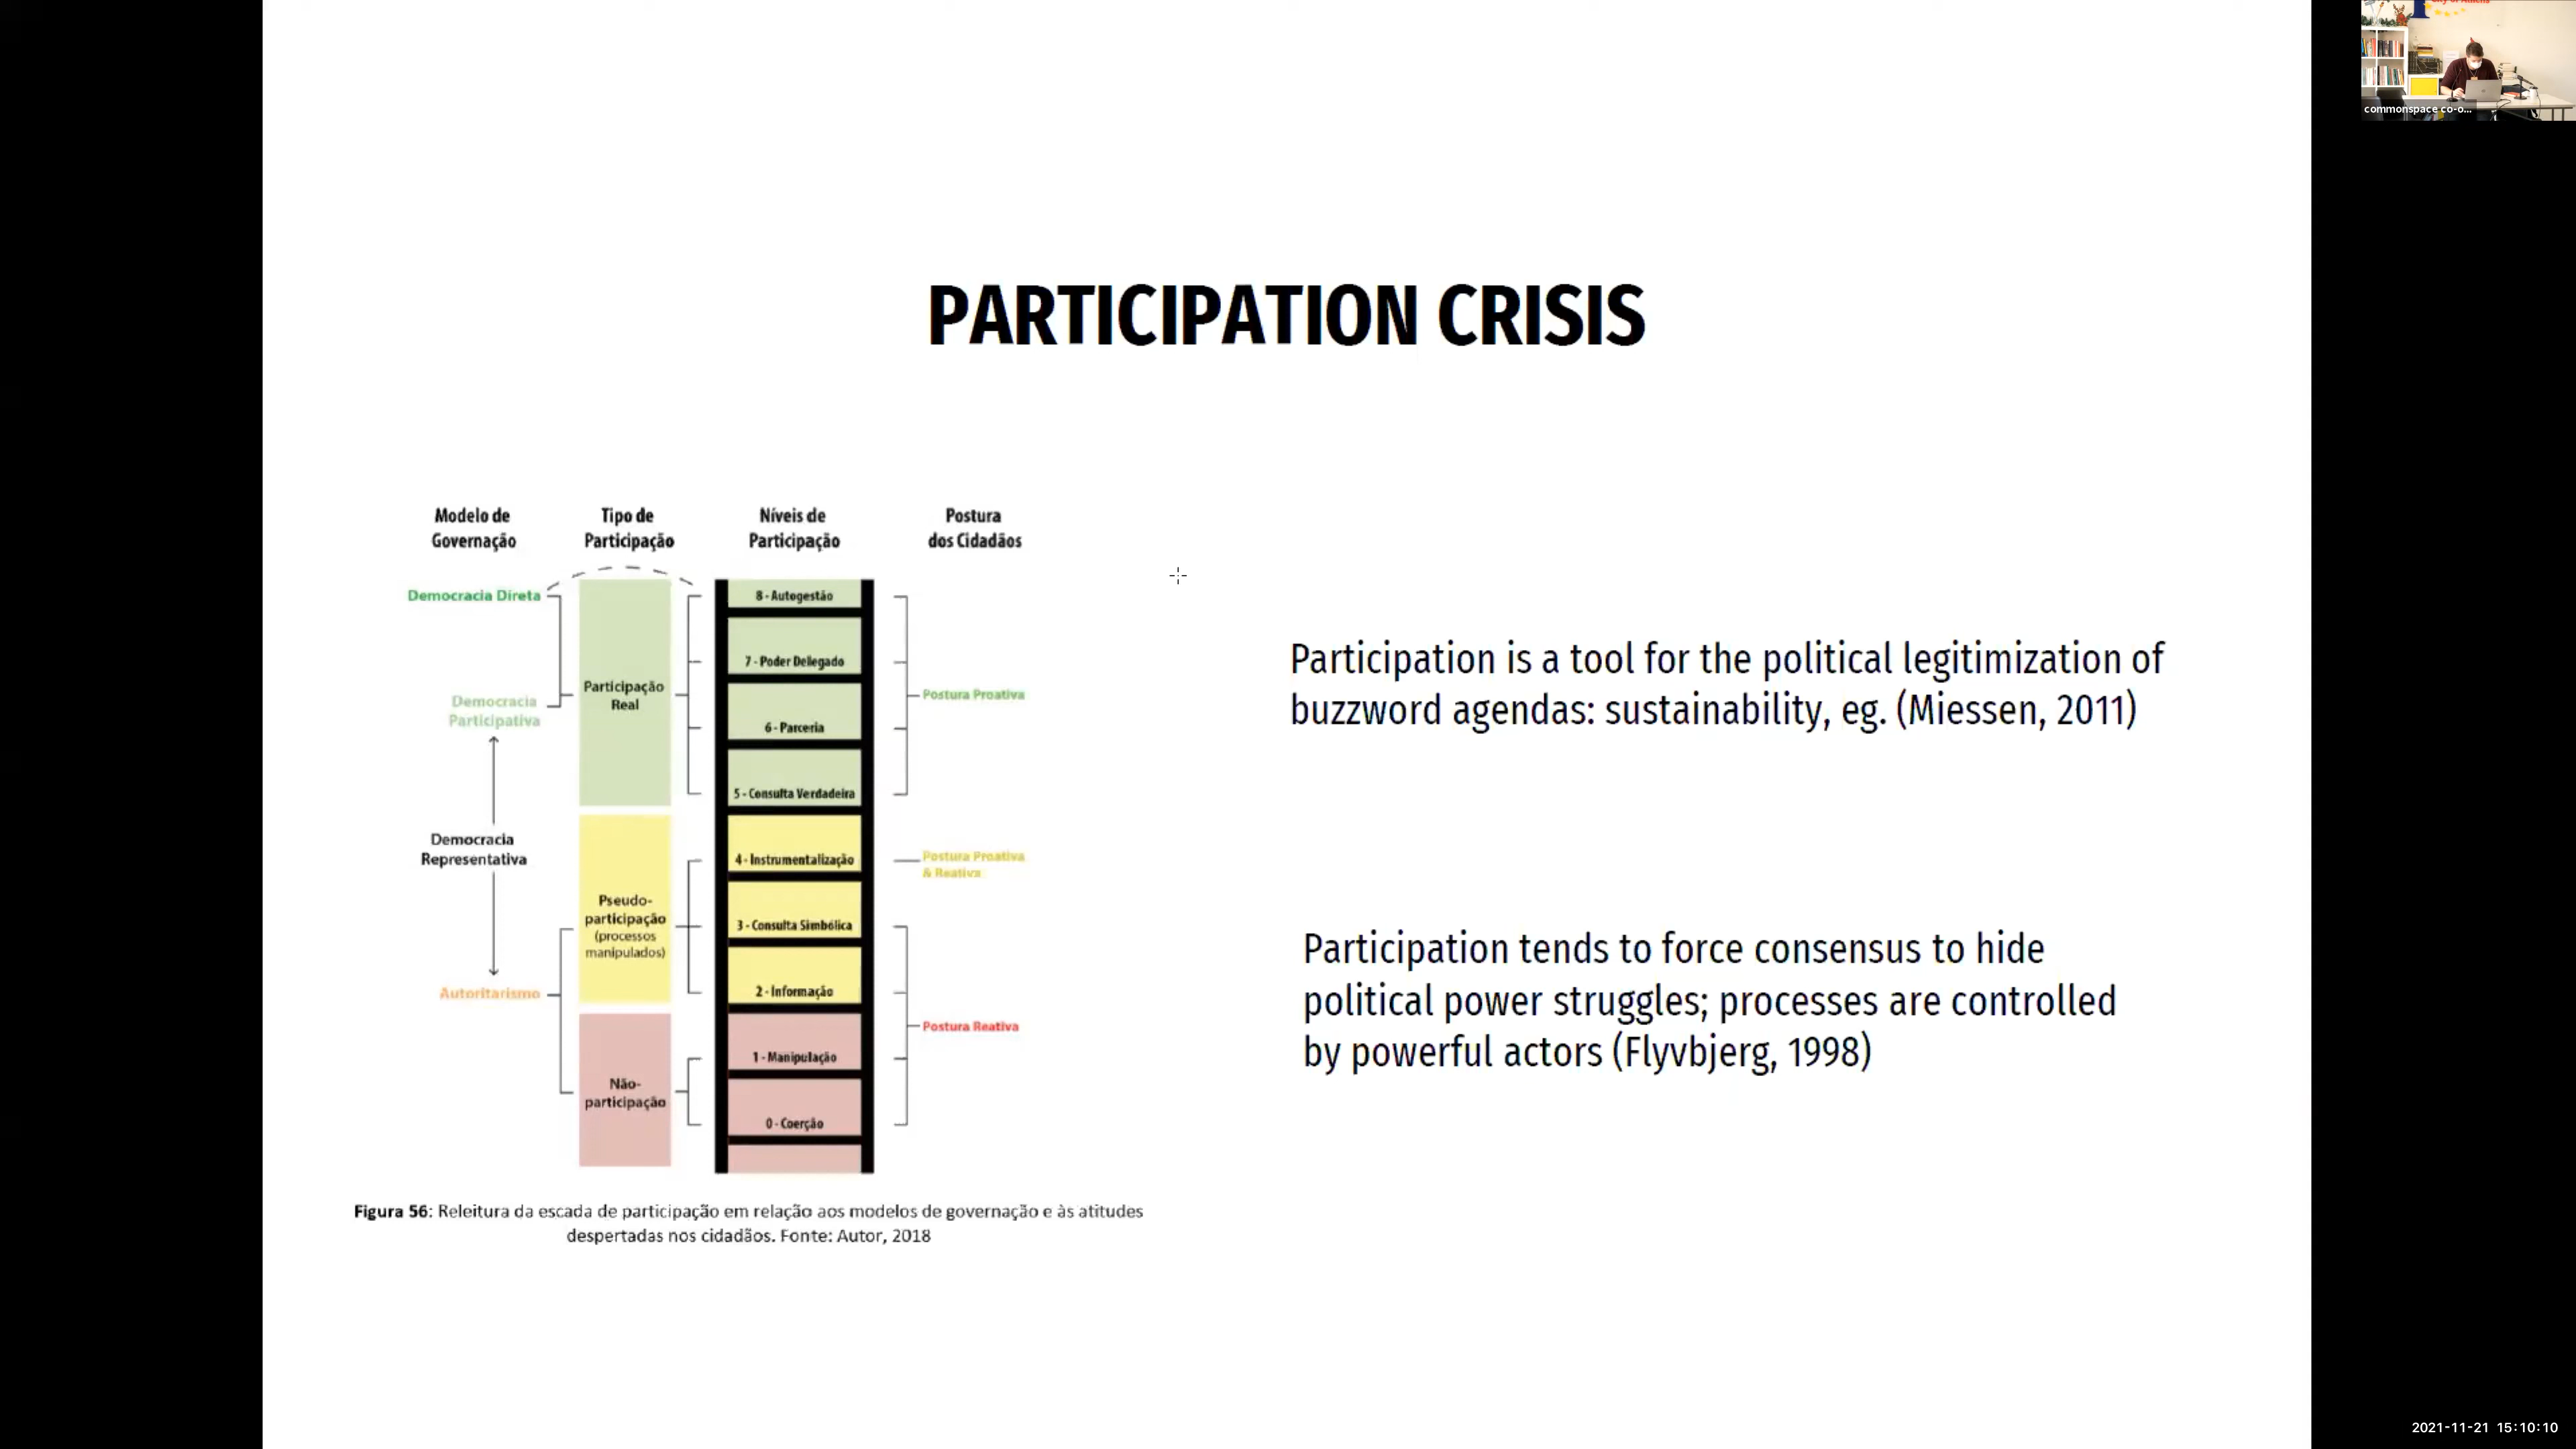 commonspace co-o...
PARTICIPATION CRISIS
Modelo de
Governação
Tipo de
Participação
Níveis de
Participação
Postura
dos Cidadãos
Democracia Direta
Democracia
Participativa
Democracia
Representativa
Autoritarismo
Participação
Real
Pseudo-
participação
(processos
manipulados)
Não-
participação
8 - Autogestão
7 - Poder Delegado
6 - Parceria
5 - Consulta Verdadeira
4 - Instrumentalização
3 - Consulta Simbólica
2 - Informação
1 - Manipulação
0 - Coerção
Postura Proativa
Postura Proativa
& Reativa
Postura Reativa
Figura 56: Releitura da escada de participação em relação aos modelos de governação e às atitudes
despertadas nos cidadãos. Fonte: Autor, 2018
Participation is a tool for the political legitimization of
buzzword agendas: sustainability, eg. (Miessen, 2011)
Participation tends to force consensus to hide
political power struggles; processes are controlled
by powerful actors (Flyvbjerg, 1998)
2021-11-21 15:10:10